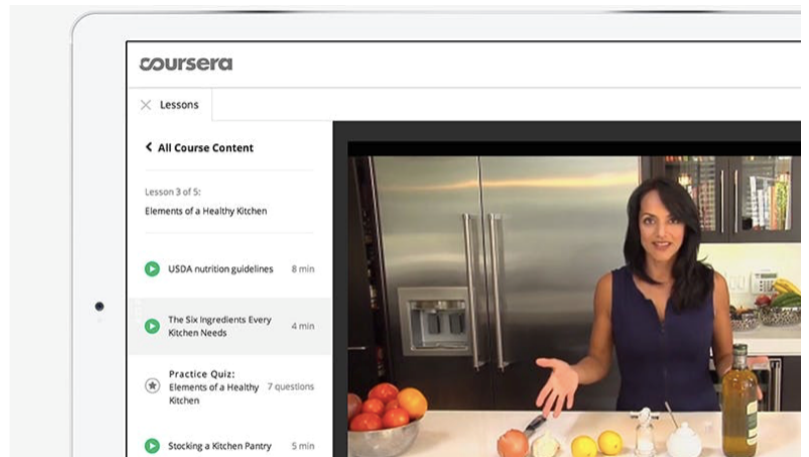 coursera
Lessons
All Course Content
Lesson 3 of 5:
Elements of a Healthy Kitchen
USDA nutrition guidelines 8 min
The Six Ingredients Every
Kitchen Needs
4 min
Practice Quiz:
Elements of a Healthy
Kitchen
7 questions
Stocking a Kitchen Pantry 5 min